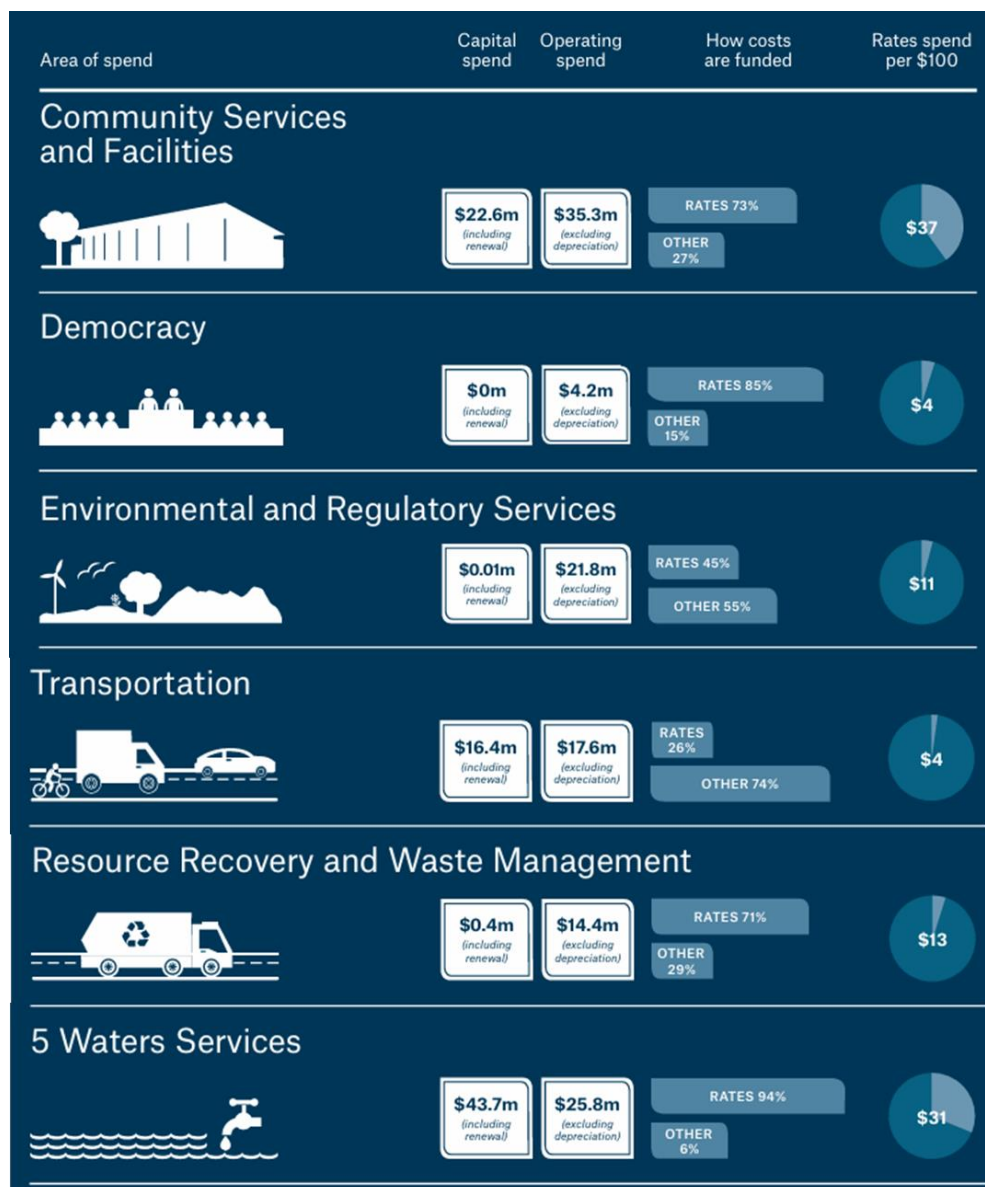 Area of spend
Capital
spend
Operating
spend
How costs
are funded
Rates spend
per $100
Community Services
and Facilities
$22.6m
(including
renewal)
$35.3m
(excluding
depreciation)
RATES 73%
OTHER
27%
$37
Democracy
$0m
(including
renewal)
$4.2m
(excluding
depreciation)
RATES 85%
OTHER
15%
$4
Environmental and Regulatory Services
$0.01m
(including
renewal)
$21.8m
(excluding
depreciation)
RATES 45%
OTHER 55%
$11
Transportation
$16.4m
(including
renewal)
$17.6m
(excluding
depreciation)
RATES
26%
OTHER 74%
$4
Resource Recovery and Waste Management
$0.4m
(including
renewal)
$14.4m
(excluding
depreciation)
RATES 71%
OTHER
29%
$13
5 Waters Services
$43.7m
(including
renewal)
$25.8m
(excluding
depreciation)
RATES 94%
OTHER
6%
$31